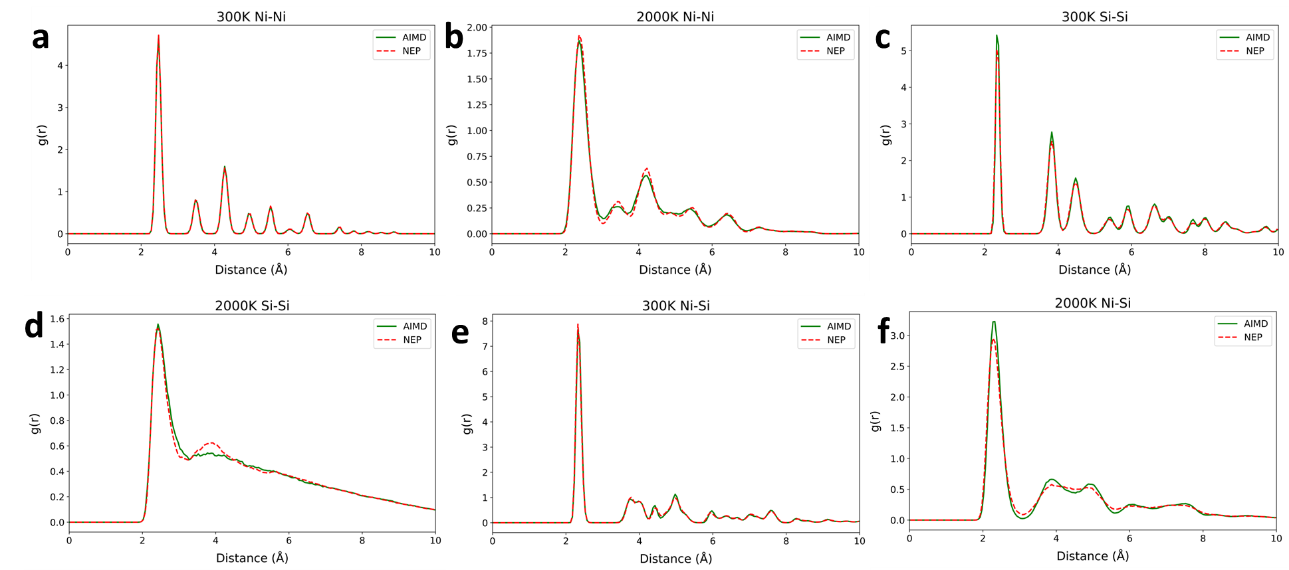 a
300K Ni-Ni
AIMD
NEP
g(r)
4
3
2
1
0
0 2 4 6 8 10
Distance (Å)
b
2000K Ni-Ni
AIMD
NEP
g(r)
2.00
1.75
1.50
1.25
1.00
0.75
0.50
0.25
0.00
0 2 4 6 8 10
Distance (Å)
c
300K Si-Si
AIMD
NEP
g(r)
5
4
3
2
1
0
0 2 4 6 8 10
Distance (Å)
d
2000K Si-Si
AIMD
NEP
g(r)
1.6
1.4
1.2
1.0
0.8
0.6
0.4
0.2
0.0
0 2 4 6 8 10
Distance (Å)
e
300K Ni-Si
AIMD
NEP
g(r)
8
7
6
5
4
3
2
1
0
0 2 4 6 8 10
Distance (Å)
f
2000K Ni-Si
AIMD
NEP
g(r)
3.0
2.5
2.0
1.5
1.0
0.5
0.0
0 2 4 6 8 10
Distance (Å)